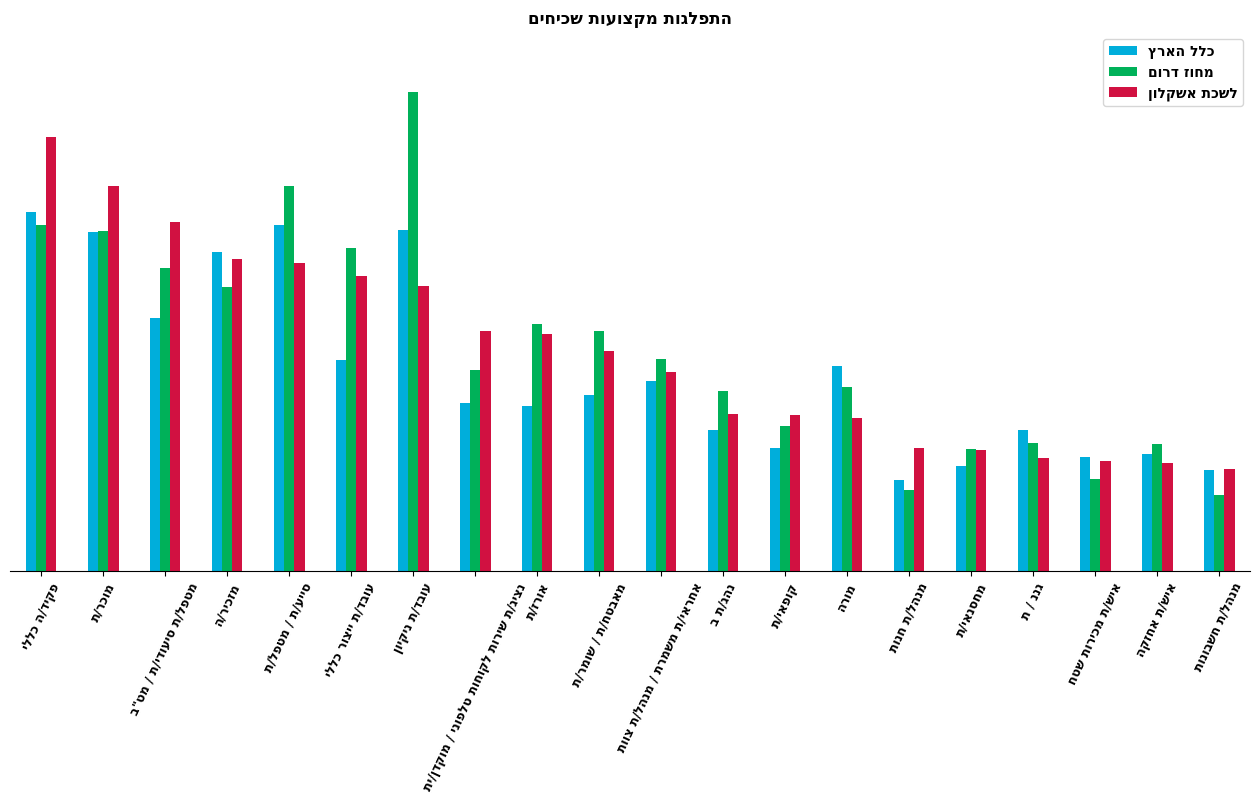 התפלגות מקצועות שכיחים
כלל הארץ
מחוז דרום
לשכת אשקלון
פקיד/ה כללי
מוכר/ת
מטפל/ת סיעודי/ת / מט"ב
מזכיר/ה
סייע/ת / מטפל/ת
עובד/ת ייצור כללי
עובד/ת ניקיון
נציג/ת שירות לקוחות טלפוני / מוקדן/ית
אורז/ת
מאבטח/ת / שומר/ת
אחראי/ת משמרת / מנהל/ת צוות
נהג/ת ב
קופאי/ת
מורה
מנהל/ת חנות
מחסנאי/ת
גנן / ת
איש/ת מכירות שטח
איש/ת אחזקה
מנהל/ת חשבונות